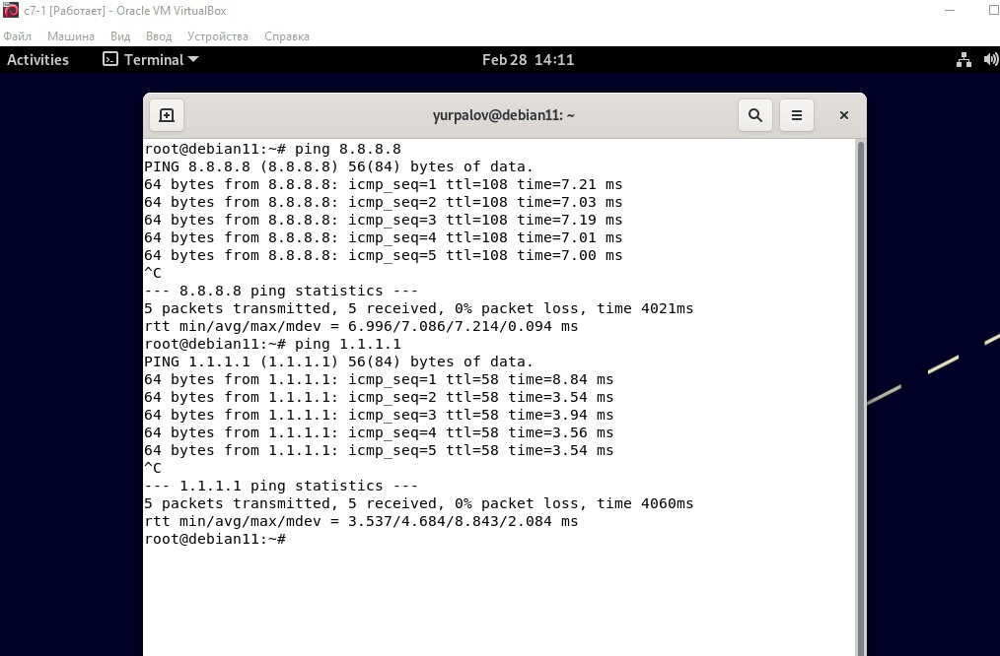 c7-1 [Работает] - Oracle VM VirtualBox
Файл Машина Вид Ввод Устройства Справка
Activities Terminal Feb 28 14:11
yurpalov@debian11: ~
root@debian11:~# ping 8.8.8.8
PING 8.8.8.8 (8.8.8.8) 56(84) bytes of data.
64 bytes from 8.8.8.8: icmp_seq=1 ttl=108 time=7.21 ms
64 bytes from 8.8.8.8: icmp_seq=2 ttl=108 time=7.03 ms
64 bytes from 8.8.8.8: icmp_seq=3 ttl=108 time=7.19 ms
64 bytes from 8.8.8.8: icmp_seq=4 ttl=108 time=7.01 ms
64 bytes from 8.8.8.8: icmp_seq=5 ttl=108 time=7.00 ms
^C
--- 8.8.8.8 ping statistics ---
5 packets transmitted, 5 received, 0% packet loss, time 4021ms
rtt min/avg/max/mdev = 6.996/7.086/7.214/0.094 ms
root@debian11:~# ping 1.1.1.1
PING 1.1.1.1 (1.1.1.1) 56(84) bytes of data.
64 bytes from 1.1.1.1: icmp_seq=1 ttl=58 time=8.84 ms
64 bytes from 1.1.1.1: icmp_seq=2 ttl=58 time=3.54 ms
64 bytes from 1.1.1.1: icmp_seq=3 ttl=58 time=3.94 ms
64 bytes from 1.1.1.1: icmp_seq=4 ttl=58 time=3.56 ms
64 bytes from 1.1.1.1: icmp_seq=5 ttl=58 time=3.54 ms
^C
--- 1.1.1.1 ping statistics ---
5 packets transmitted, 5 received, 0% packet loss, time 4060ms
rtt min/avg/max/mdev = 3.537/4.684/8.843/2.084 ms
root@debian11:~#